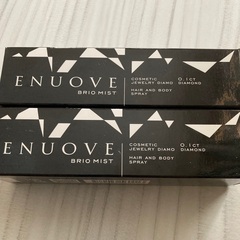 ENUOVE
BRIO MIST
COSMETIC
JEWELRY DIAMO
HAIR AND BODY
SPRAY
0.1CT
DIAMOND
ENUOVE
BRIO MIST
COSMETIC
JEWELRY DIAMO
HAIR AND BODY
SPRAY
0.1CT
DIAMOND